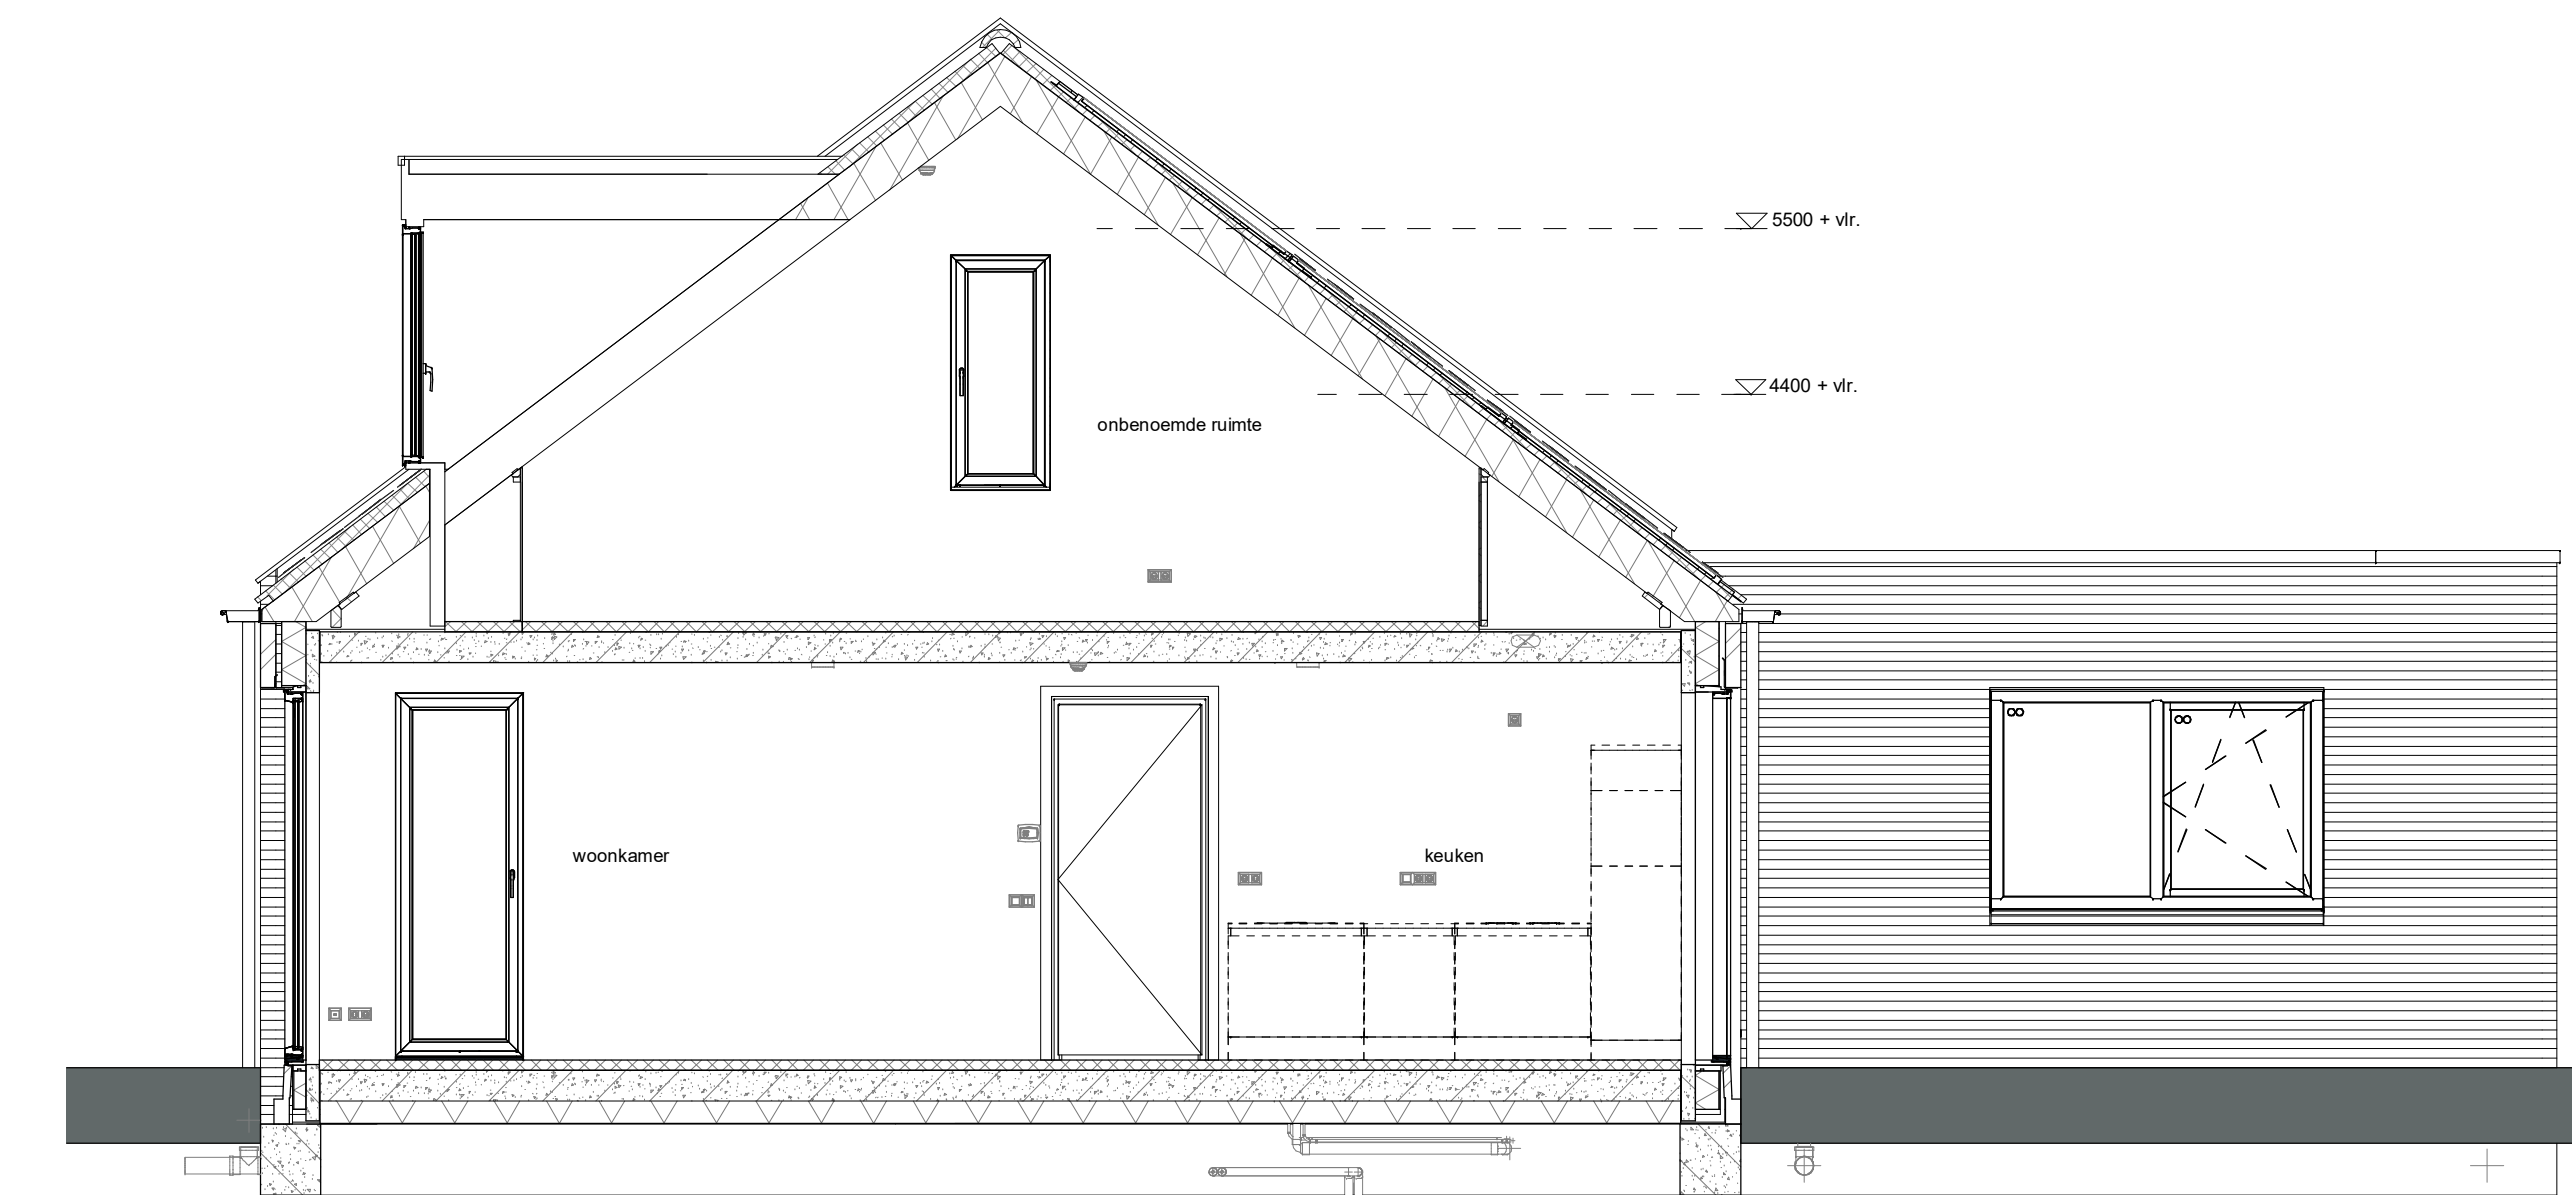 5500 + vlr.
4400 + vlr.
onbenoemde ruimte
woonkamer
keuken